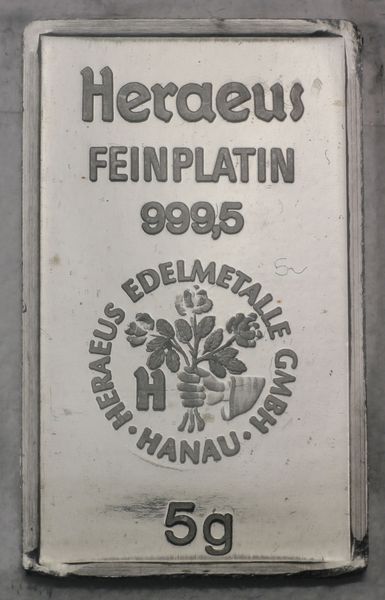 Heraeus
FEINPLATIN
999,5
·HERAEUS EDELMETALLE GMBH·
HANAU
H
5g